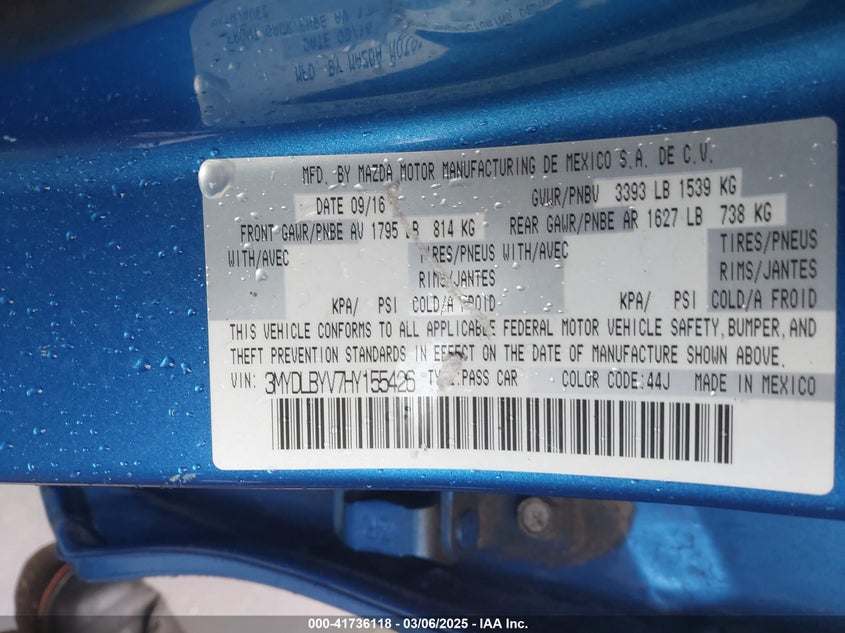 MFD. BY MAZDA MOTOR MANUFACTURING DE MEXICO S.A. DE C.V.
DATE 09/16 GVWR/PNBV 3393 LB 1539 KG
FRONT GAWR/PNBE AV 1795 LB 814 KG REAR GAWR/PNBE AR 1627 LB 738 KG
WITH/AVEC TIRES/PNEUS WITH/AVEC TIRES/PNEUS
RIMS/JANTES RIMS/JANTES
KPA/ PSI COLD/A FROID KPA/ PSI COLD/A FROID
THIS VEHICLE CONFORMS TO ALL APPLICABLE FEDERAL MOTOR VEHICLE SAFETY, BUMPER, AND
THEFT PREVENTION STANDARDS IN EFFECT ON THE DATE OF MANUFACTURE SHOWN ABOVE.
VIN: 3MYDLBYV7HY155426 TYPE:PASS CAR COLOR CODE:44J MADE IN MEXICO
000-41736118 — 03/06/2025 — IAA Inc.